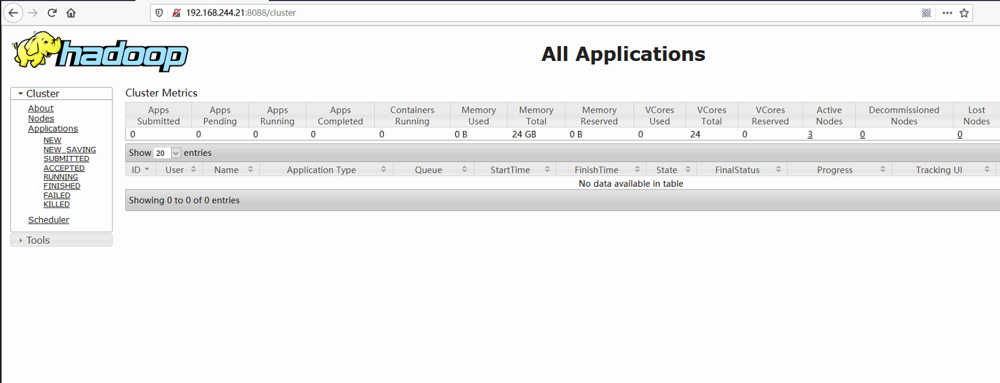 192.168.244.21:8088/cluster
hadoop
All Applications
Cluster
About
Nodes
Applications
NEW
NEW_SAVING
SUBMITTED
ACCEPTED
RUNNING
FINISHED
FAILED
KILLED
Scheduler
Tools
Cluster Metrics
Apps Submitted Apps Pending Apps Running Apps Completed Containers Running Memory Used Memory Total Memory Reserved VCores Used VCores Total VCores Reserved Active Nodes Decommissioned Nodes Lost Nodes
0 0 0 0 0 0 B 24 GB 0 B 0 24 0 3 0 0
Show 20 entries
ID User Name Application Type Queue StartTime FinishTime State FinalStatus Progress Tracking UI
No data available in table
Showing 0 to 0 of 0 entries